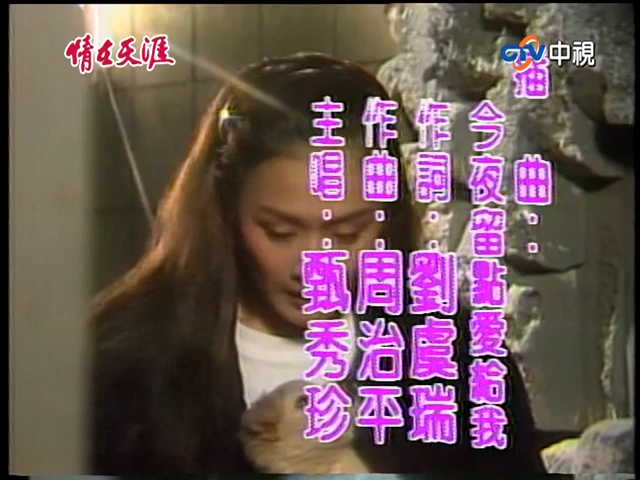 情在天涯
CTV中視
插曲：
今夜留點愛給我
作詞：劉虞瑞
作曲：周治平
主唱：甄秀珍